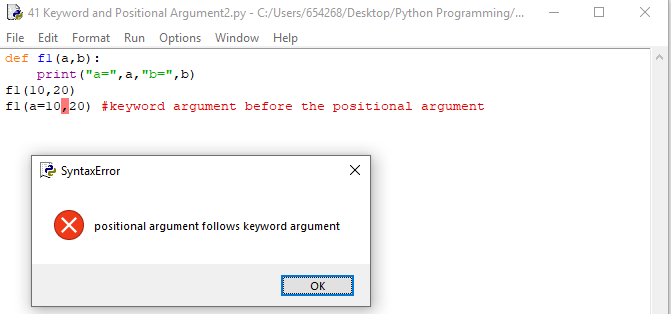 41 Keyword and Positional Argument2.py - C:/Users/654268/Desktop/Python Programming/...
File Edit Format Run Options Window Help
def f1(a,b):
    print("a=",a,"b=",b)
f1(10,20)
f1(a=10,20) #keyword argument before the positional argument
SyntaxError
positional argument follows keyword argument
OK